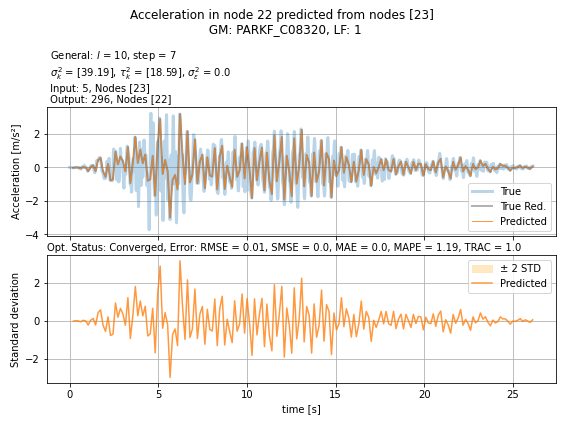 Acceleration in node 22 predicted from nodes [23]
GM: PARKF_C08320, LF: 1
General: l = 10, step = 7
σ²ₖ = [39.19], τ²ₖ = [18.59], σ²_ε = 0.0
Input: 5, Nodes [23]
Output: 296, Nodes [22]
Acceleration [m/s²]
2
0
−2
−4
True
True Red.
Predicted
Opt. Status: Converged, Error: RMSE = 0.01, SMSE = 0.0, MAE = 0.0, MAPE = 1.19, TRAC = 1.0
Standard deviation
2
0
−2
± 2 STD
Predicted
0 5 10 15 20 25
time [s]